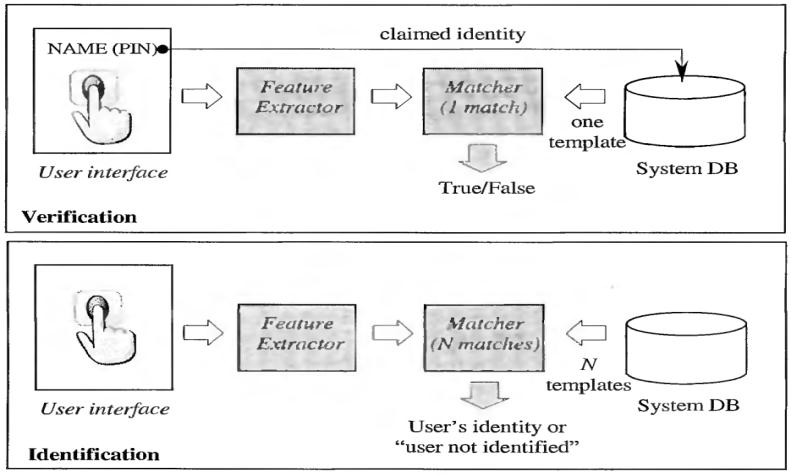 claimed identity
NAME (PIN)
Feature
Extractor
Matcher
(1 match)
one
template
System DB
User interface
True/False
Verification
Feature
Extractor
Matcher
(N matches)
N
templates
System DB
User interface
User's identity or
“user not identified”
Identification